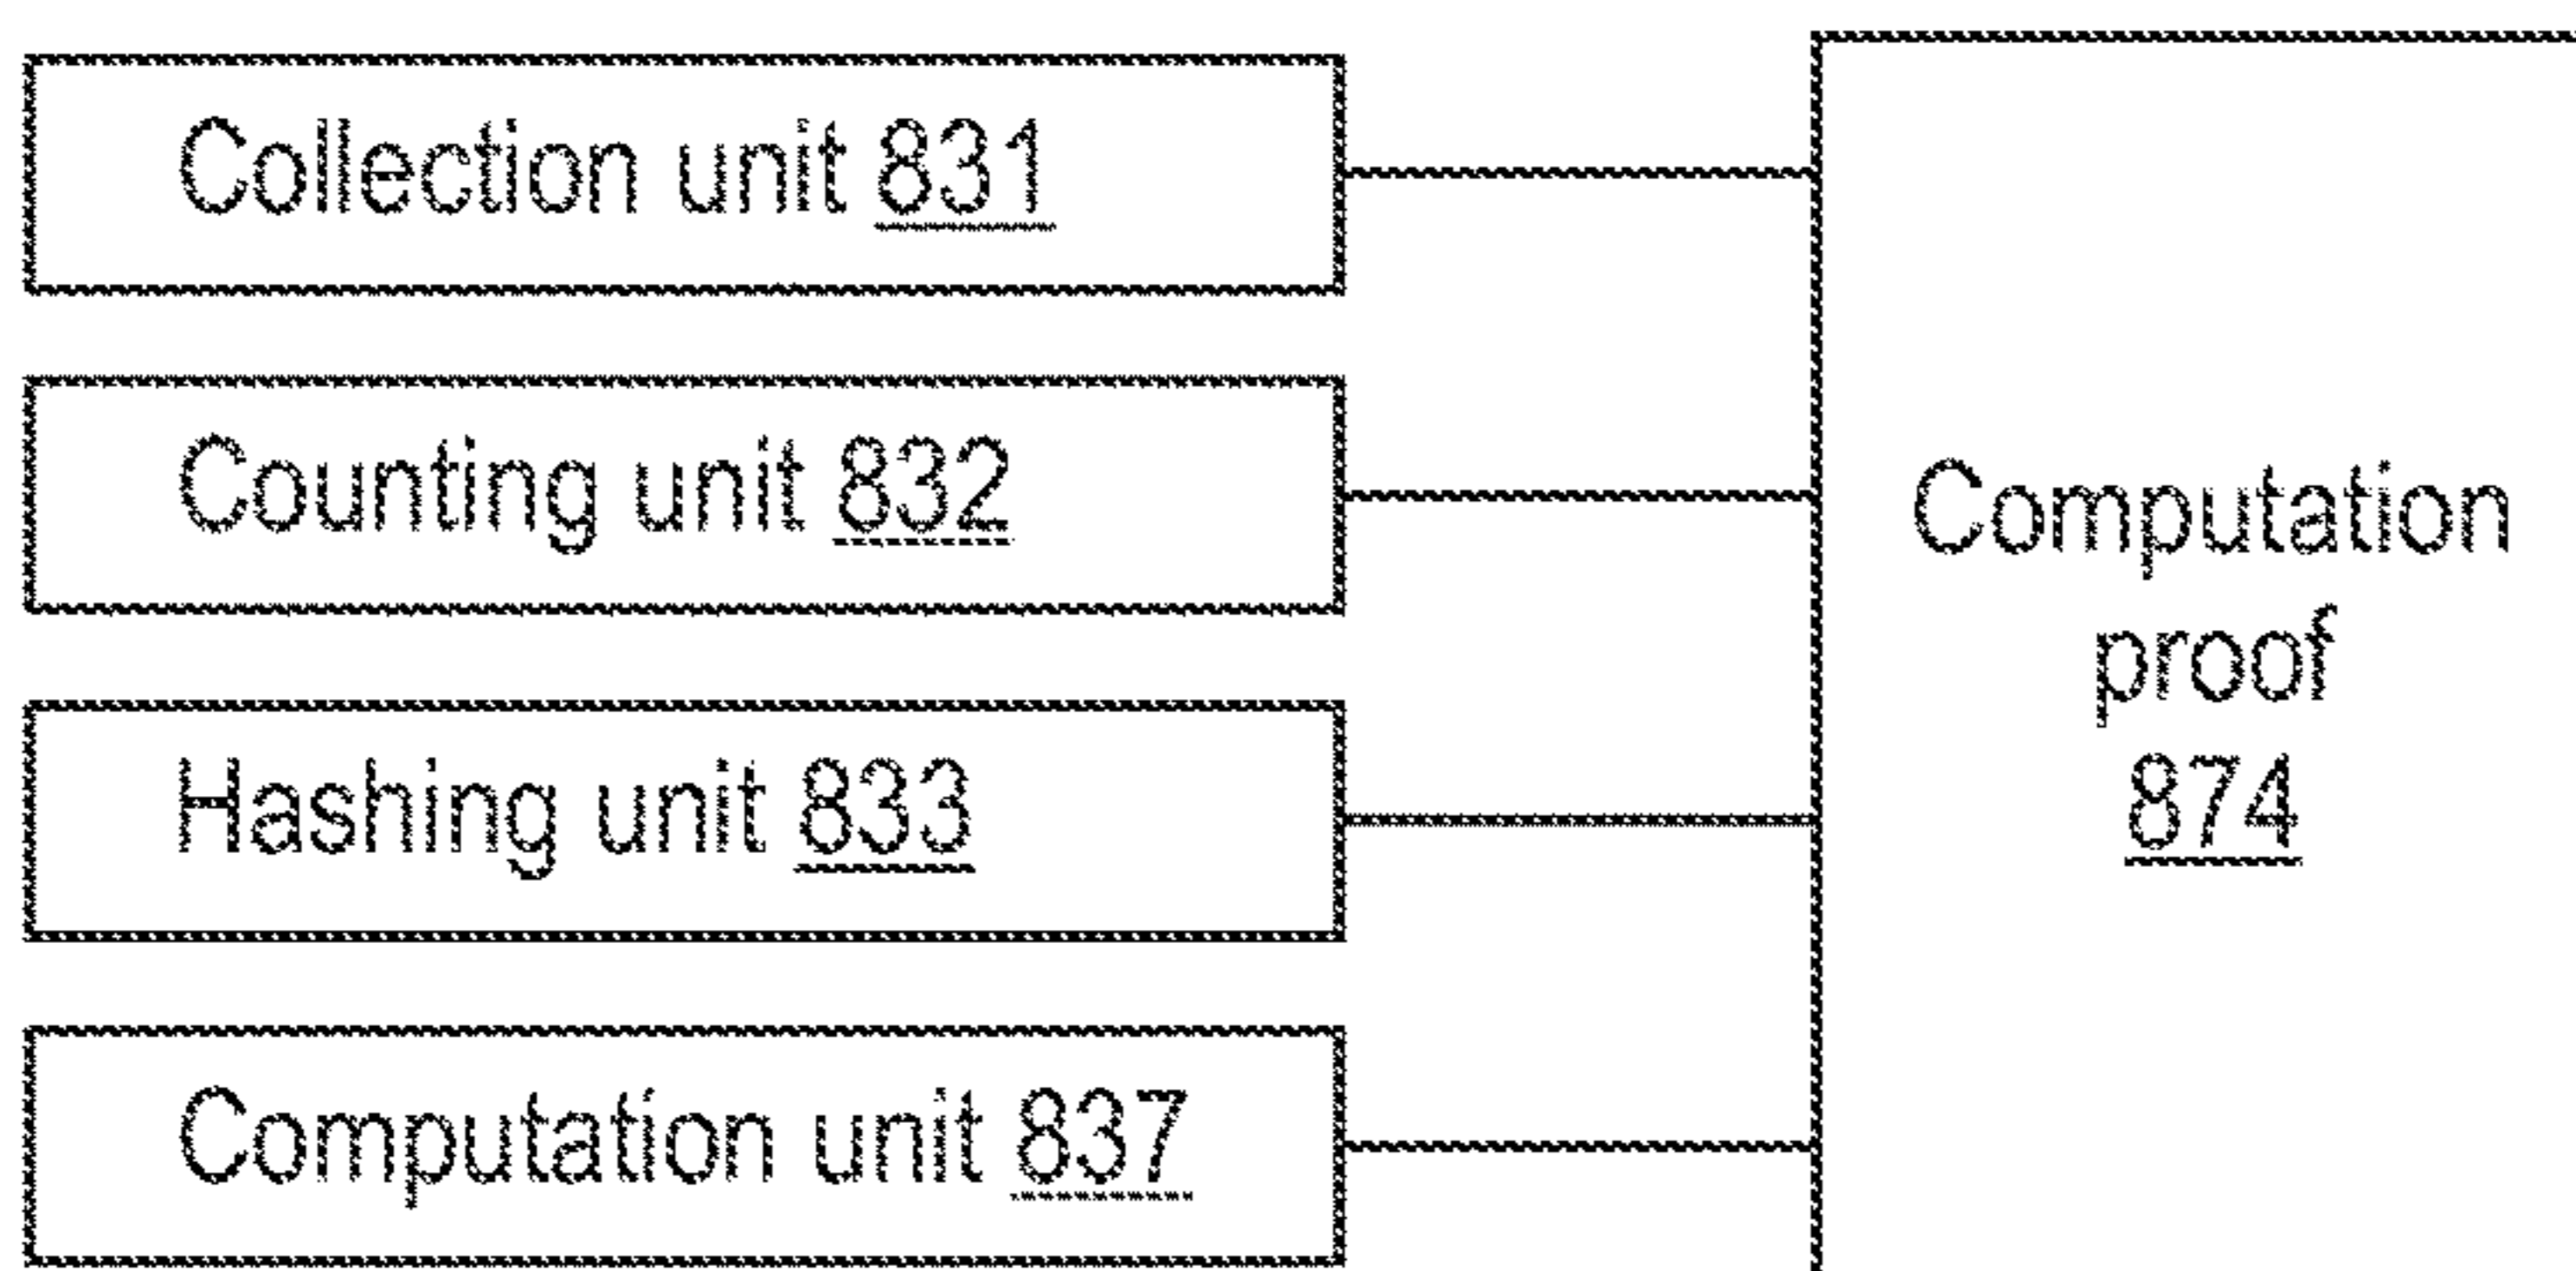 Collection unit 831
Counting unit 832
Hashing unit 833
Computation unit 837
Computation
proof
874